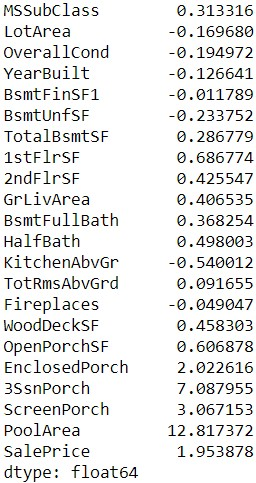 MSSubClass 0.313316
LotArea -0.169680
OverallCond -0.194972
YearBuilt -0.126641
BsmtFinSF1 -0.011789
BsmtUnfSF -0.233752
TotalBsmtSF 0.286779
1stFlrSF 0.686774
2ndFlrSF 0.425547
GrLivArea 0.406535
BsmtFullBath 0.368254
HalfBath 0.498003
KitchenAbvGr -0.540012
TotRmsAbvGrd 0.091655
Fireplaces -0.049047
WoodDeckSF 0.458303
OpenPorchSF 0.606878
EnclosedPorch 2.022616
3SsnPorch 7.087955
ScreenPorch 3.067153
PoolArea 12.817372
SalePrice 1.953878
dtype: float64